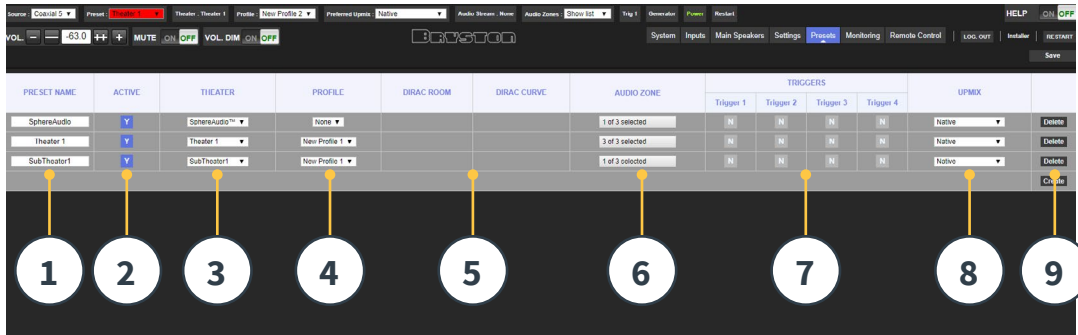 Source : Coaxial 5 ▼ Preset : Theater 1 ▼ Theater : Theater 1 Profile : New Profile 2 ▼ Preferred Upmix : Native ▼ Audio Stream : None Audio Zones : Show list ▼ Trig 1 Generator Power Restart HELP ON OFF
VOL. -63.0 MUTE ON OFF VOL. DIM ON OFF BRYSTON System Inputs Main Speakers Settings Presets Monitoring Remote Control LOG. OUT Installer RESTART
Save
PRESET NAME ACTIVE THEATER PROFILE DIRAC ROOM DIRAC CURVE AUDIO ZONE TRIGGERS UPMIX
Trigger 1 Trigger 2 Trigger 3 Trigger 4
SphereAudio Y SphereAudio™ ▼ None ▼ 1 of 3 selected N N N N Native ▼ Delete
Theater 1 Y Theater 1 ▼ New Profile 1 ▼ 3 of 3 selected N N N N Native ▼ Delete
SubTheater1 Y SubTheater1 ▼ New Profile 1 ▼ 1 of 3 selected N N N N Native ▼ Delete
Create
1 2 3 4 5 6 7 8 9